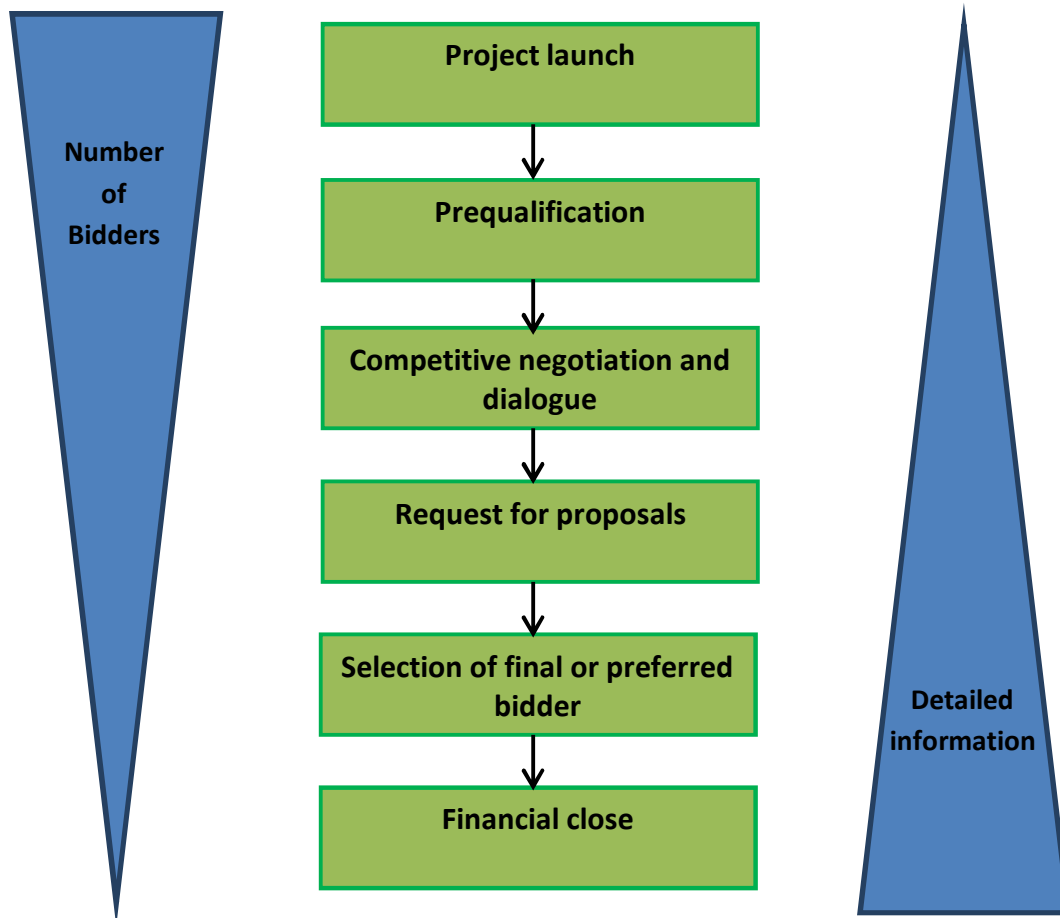 Number
of
Bidders
Project launch
Prequalification
Competitive negotiation and
dialogue
Request for proposals
Selection of final or preferred
bidder
Financial close
Detailed
information